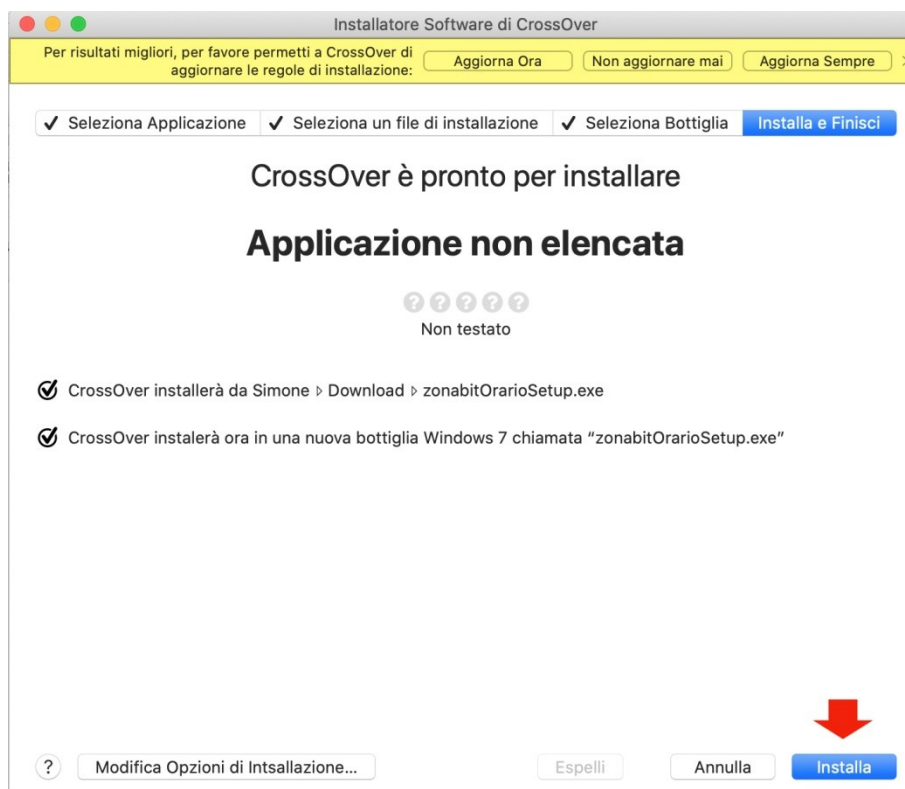 Installatore Software di CrossOver
Per risultati migliori, per favore permetti a CrossOver di
aggiornare le regole di installazione:
Aggiorna Ora
Non aggiornare mai
Aggiorna Sempre
✓ Seleziona Applicazione
✓ Seleziona un file di installazione
✓ Seleziona Bottiglia
Installa e Finisci
CrossOver è pronto per installare
Applicazione non elencata
? ? ? ? ?
Non testato
CrossOver installerà da Simone ▹ Download ▹ zonabitOrarioSetup.exe
CrossOver instalerà ora in una nuova bottiglia Windows 7 chiamata “zonabitOrarioSetup.exe”
?
Modifica Opzioni di Intsallazione...
Espelli
Annulla
Installa